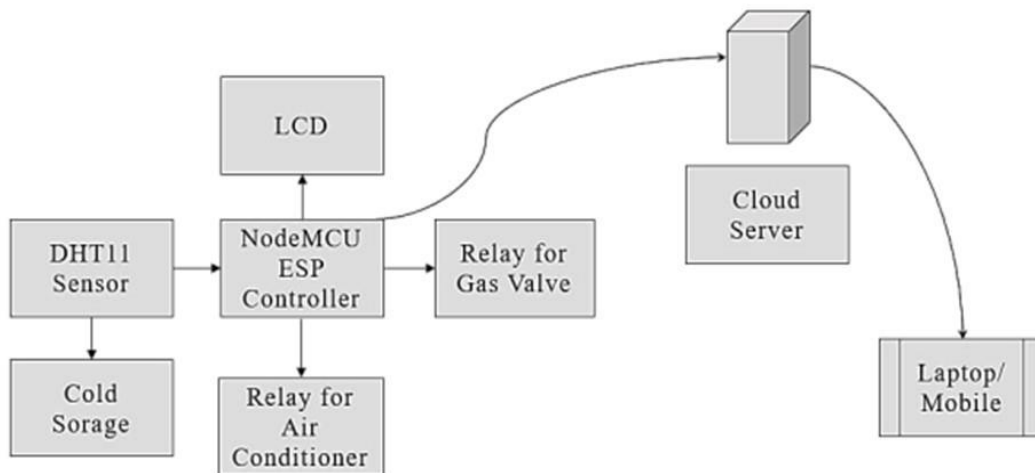 LCD
Cloud
Server
DHT11
Sensor
NodeMCU
ESP
Controller
Relay for
Gas Valve
Cold
Sorage
Relay for
Air
Conditioner
Laptop/
Mobile